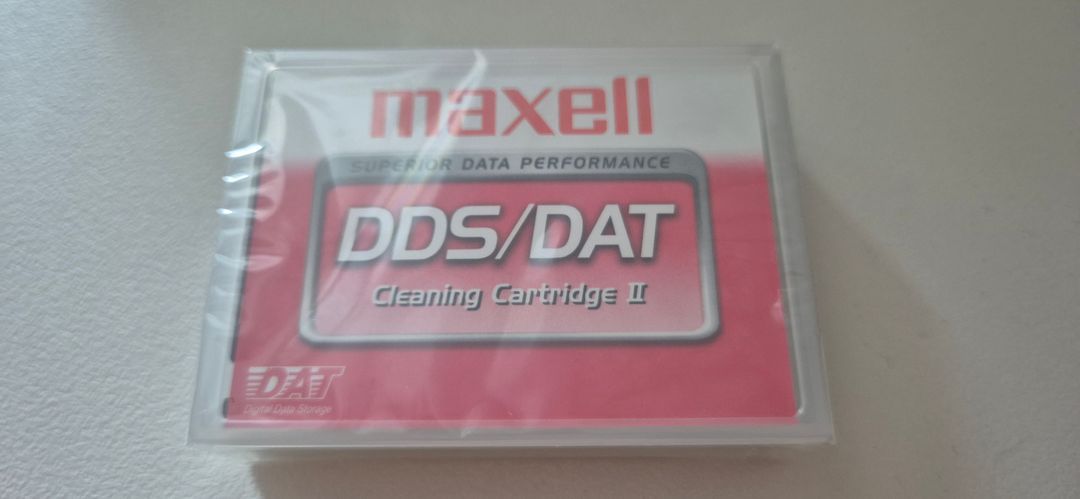 maxell
SUPERIOR DATA PERFORMANCE
DDS/DAT
Cleaning Cartridge II
DAT
Digital Data Storage